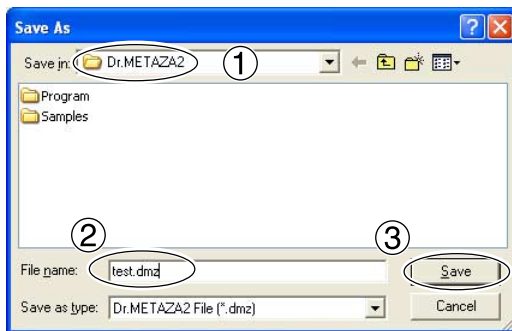 Save As
Save in: Dr.METAZA2 1
Program
Samples
2 3
File name: test.dmz Save
Save as type: Dr.METAZA2 File (*.dmz) Cancel